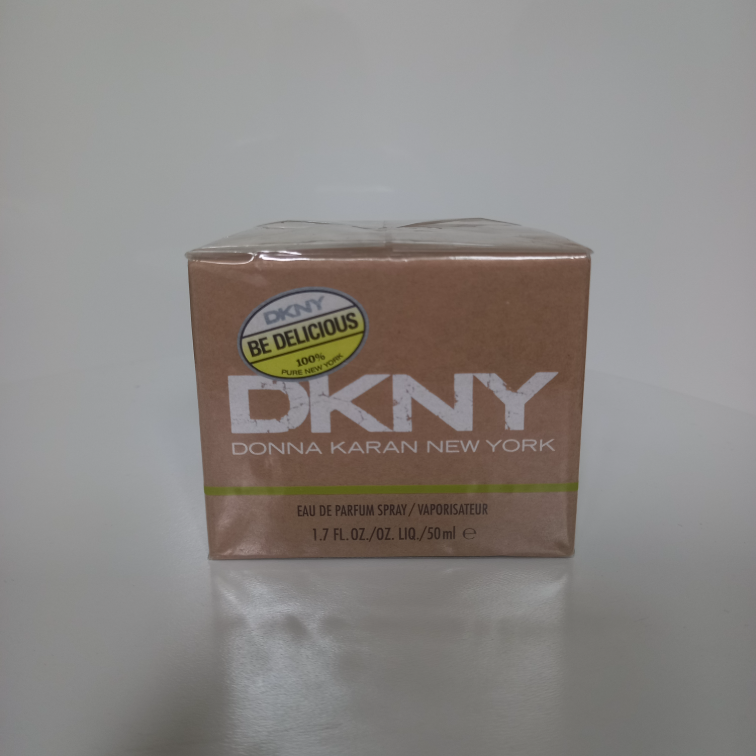 DKNY
BE DELICIOUS
100%
PURE NEW YORK
DKNY
DONNA KARAN NEW YORK
EAU DE PARFUM SPRAY/VAPORISATEUR
1.7 FL.OZ./OZ. LIQ./50ml ℮